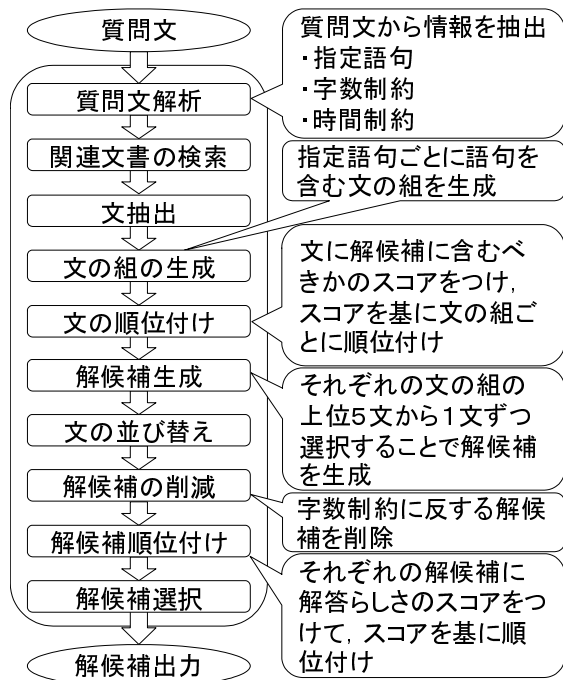 質問文
質問文解析
関連文書の検索
文抽出
文の組の生成
文の順位付け
解候補生成
文の並び替え
解候補の削減
解候補順位付け
解候補選択
解候補出力
質問文から情報を抽出
・指定語句
・字数制約
・時間制約
指定語句ごとに語句を
含む文の組を生成
文に解候補に含むべ
きかのスコアをつけ,
スコアを基に文の組ご
とに順位付け
それぞれの文の組の
上位5文から1文ずつ
選択することで解候補
を生成
字数制約に反する解候
補を削除
それぞれの解候補に
解答らしさのスコアをつ
けて, スコアを基に順
位付け